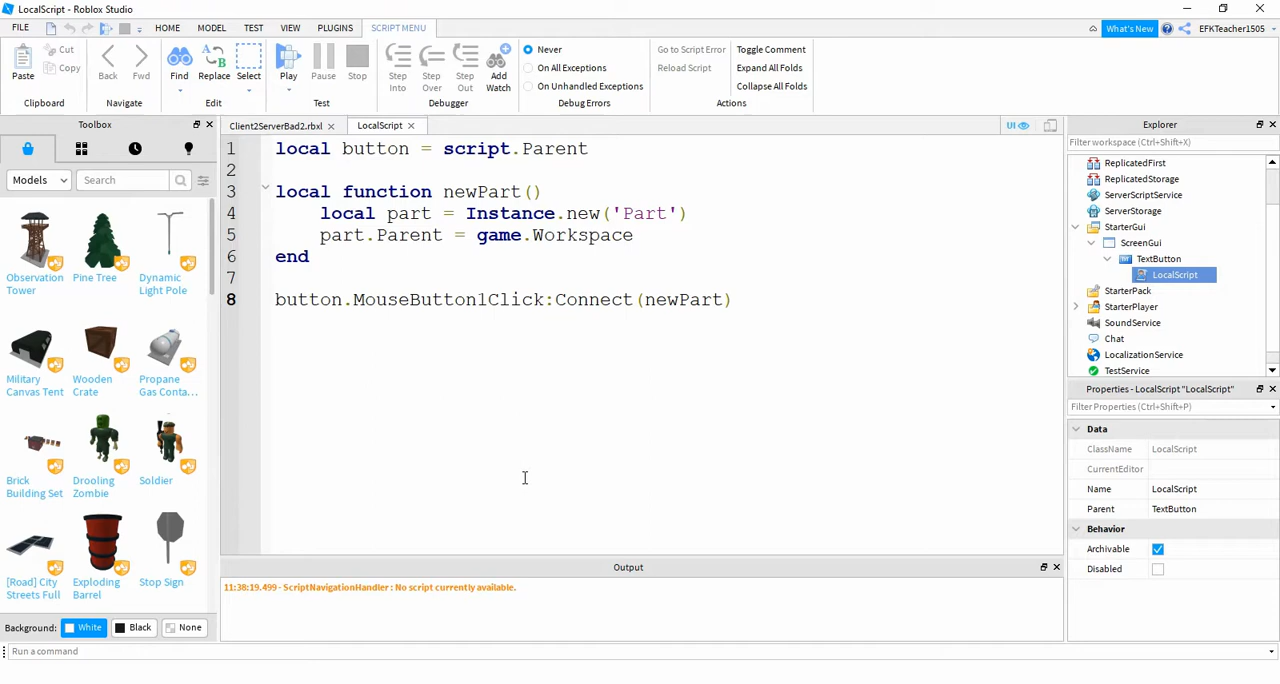 LocalScript - Roblox Studio
FILE HOME MODEL TEST VIEW PLUGINS SCRIPT MENU What's New EFKTeacher1505
Paste Cut Copy Back Fwd Find Replace Select Play Pause Stop Step Into Step Over Step Out Add Watch
Never
On All Exceptions
On Unhandled Exceptions
Go to Script Error
Reload Script
Toggle Comment
Expand All Folds
Collapse All Folds
Clipboard Navigate Edit Test Debugger Debug Errors Actions
Toolbox
Models Search
Observation Tower
Pine Tree
Dynamic Light Pole
Military Canvas Tent
Wooden Crate
Propane Gas Conta...
Brick Building Set
Drooling Zombie
Soldier
[Road] City Streets Full
Exploding Barrel
Stop Sign
Background: White Black None
Client2ServerBad2.rbxl LocalScript UI
1 local button = script.Parent
2
3 local function newPart()
4 local part = Instance.new('Part')
5 part.Parent = game.Workspace
6 end
7
8 button.MouseButton1Click:Connect(newPart)
Output
11:38:19.499 - ScriptNavigationHandler : No script currently available.
Explorer
Filter workspace (Ctrl+Shift+X)
ReplicatedFirst
ReplicatedStorage
ServerScriptService
ServerStorage
StarterGui
ScreenGui
TextButton
LocalScript
StarterPack
StarterPlayer
SoundService
Chat
LocalizationService
TestService
Properties - LocalScript "LocalScript"
Filter Properties (Ctrl+Shift+P)
Data
ClassName LocalScript
CurrentEditor
Name LocalScript
Parent TextButton
Behavior
Archivable
Disabled
Run a command